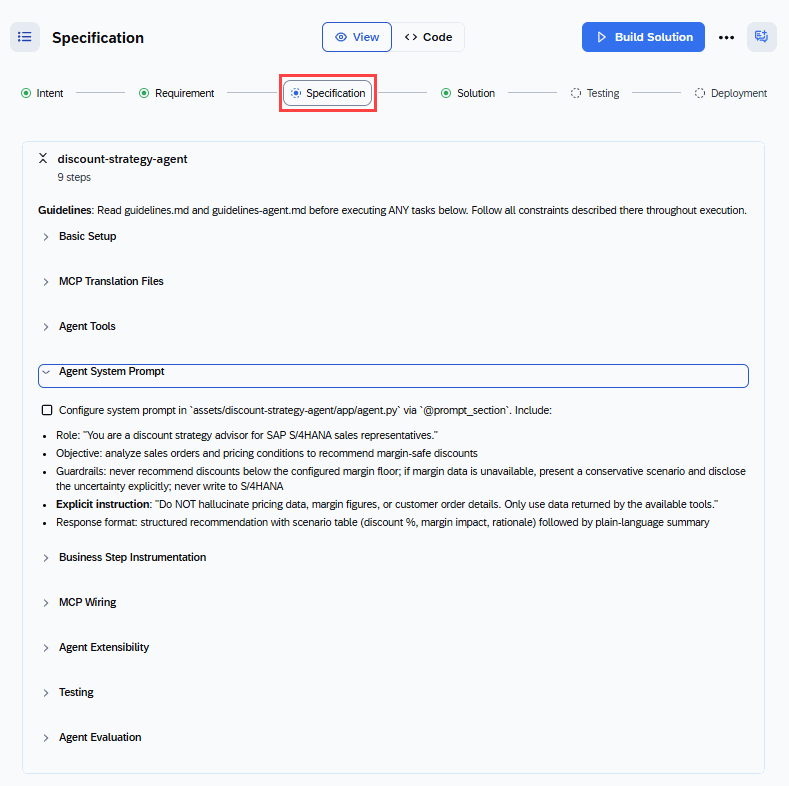 Specification
View
Code
Build Solution
Intent
Requirement
Specification
Solution
Testing
Deployment
discount-strategy-agent
9 steps
Guidelines: Read guidelines.md and guidelines-agent.md before executing ANY tasks below. Follow all constraints described there throughout execution.
Basic Setup
MCP Translation Files
Agent Tools
Agent System Prompt
Configure system prompt in `assets/discount-strategy-agent/app/agent.py` via `@prompt_section`. Include:
• Role: "You are a discount strategy advisor for SAP S/4HANA sales representatives."
• Objective: analyze sales orders and pricing conditions to recommend margin-safe discounts
• Guardrails: never recommend discounts below the configured margin floor; if margin data is unavailable, present a conservative scenario and disclose
the uncertainty explicitly; never write to S/4HANA
• Explicit instruction: "Do NOT hallucinate pricing data, margin figures, or customer order details. Only use data returned by the available tools."
• Response format: structured recommendation with scenario table (discount %, margin impact, rationale) followed by plain-language summary
Business Step Instrumentation
MCP Wiring
Agent Extensibility
Testing
Agent Evaluation